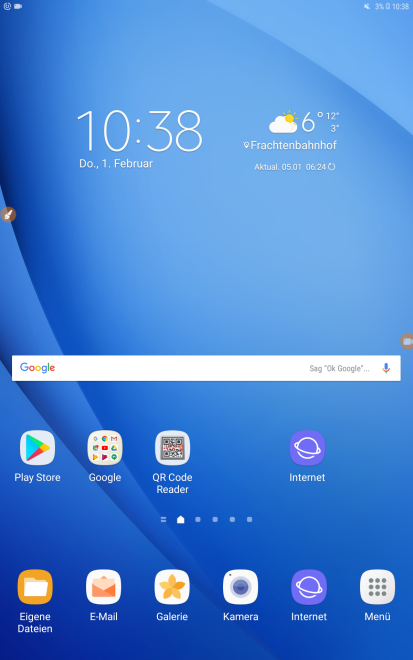 3% 10:38
10:38
Do., 1. Februar
6° 12°
3°
Frachtenbahnhof
Aktual. 05.01 06:24
Google Sag "Ok Google"...
Play Store Google QR Code Reader Internet
Eigene Dateien E-Mail Galerie Kamera Internet Menü